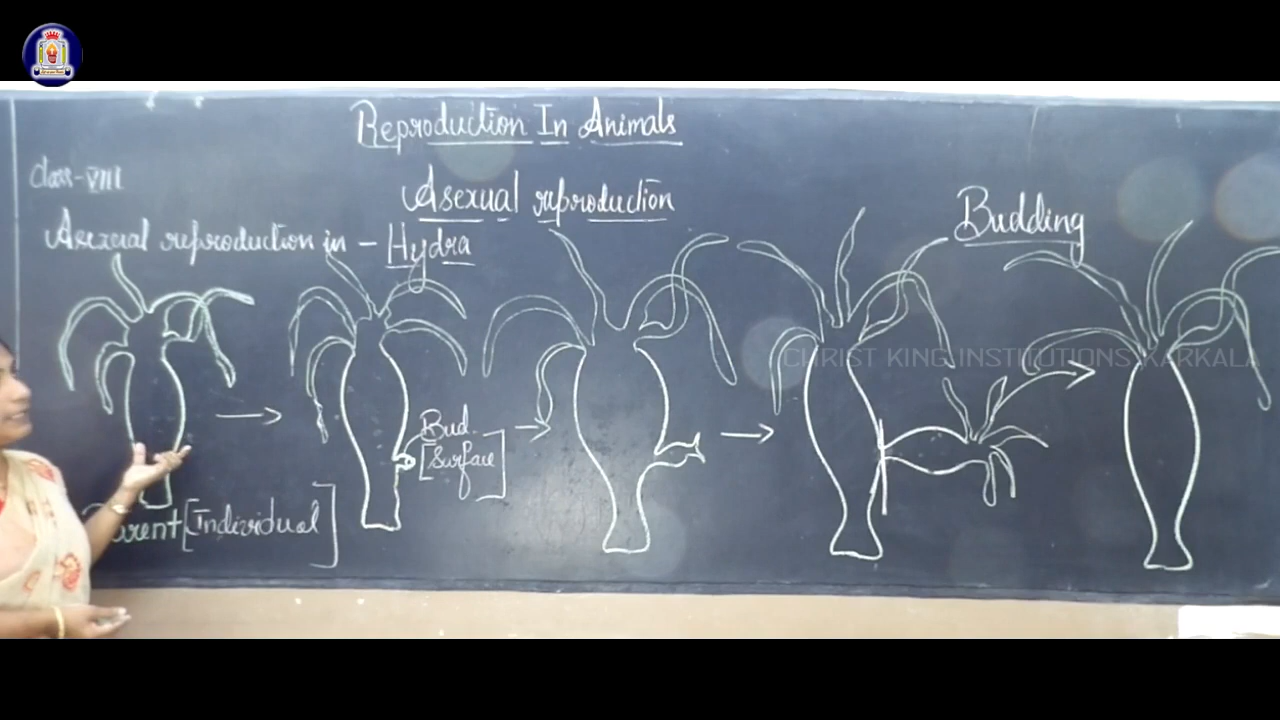 Reproduction In Animals
Class-VIII
Asexual reproduction
Budding
Asexual reproduction in - Hydra
CHRIST KING INSTITUTIONS KARKALA
Bud.
[Surface]
Parent [Individual]